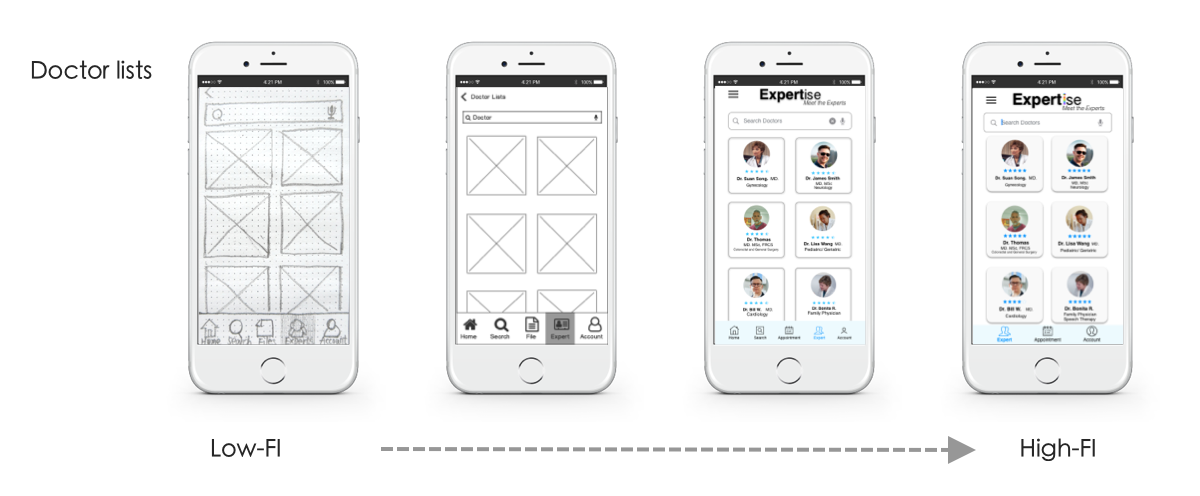 Doctor lists
4:21 PM
100%
Home Search Files Experts Account
4:21 PM
100%
Doctor Lists
Doctor
Home Search File Expert Account
4:21 PM
100%
Expertise
Meet the Experts
Search Doctors
Dr. Suan Song. MD.
Gynecology
Dr. James Smith
MD. MSc.
Neurology
Dr. Thomas
MD. MSc. FRCS
Colorectal and General Surgery
Dr. Lisa Wang MD
Pediatric/ Geriatric
Dr. Bill W. MD.
Cardiology
Dr. Bonita R.
Family Physician
Home Search Appointment Expert Account
4:21 PM
100%
Expertise
Meet the Experts
Search Doctors
Dr. Suan Song. MD.
Gynecology
Dr. James Smith
MD. MSc.
Neurology
Dr. Thomas
MD. MSc. FRCS
Colorectal and General Surgery
Dr. Lisa Wang MD
Pediatric/ Geriatric
Dr. Bill W. MD.
Cardiology
Dr. Bonita R.
Family Physician
Speech Therapy
Expert Appointment Account
Low-FI
High-FI